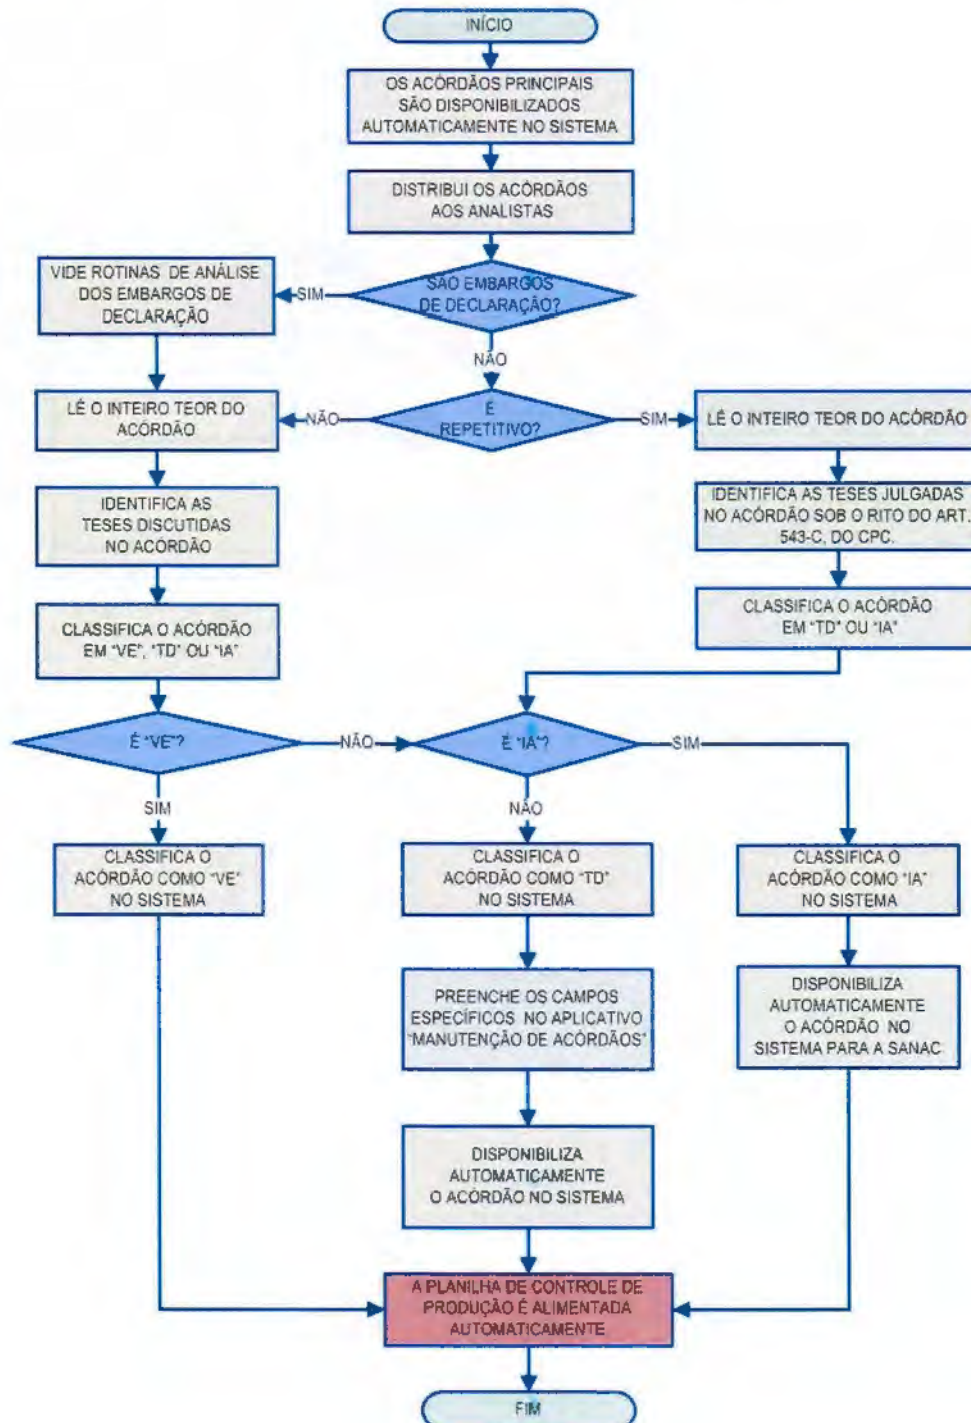 INÍCIO
OS ACÓRDÃOS PRINCIPAIS
SÃO DISPONIBILIZADOS
AUTOMATICAMENTE NO SISTEMA
DISTRIBUI OS ACÓRDÃOS
AOS ANALISTAS
SÃO EMBARGOS
DE DECLARAÇÃO?
SIM
VIDE ROTINAS DE ANÁLISE
DOS EMBARGOS DE
DECLARAÇÃO
NÃO
É
REPETITIVO?
NÃO
SIM
LÊ O INTEIRO TEOR DO
ACÓRDÃO
LÊ O INTEIRO TEOR DO ACÓRDÃO
IDENTIFICA AS
TESES DISCUTIDAS
NO ACÓRDÃO
IDENTIFICA AS TESES JULGADAS
NO ACÓRDÃO SOB O RITO DO ART.
543-C, DO CPC.
CLASSIFICA O ACÓRDÃO
EM "VE", "TD" OU "IA"
CLASSIFICA O ACÓRDÃO
EM "TD" OU "IA"
É "VE"?
NÃO
É "IA"?
SIM
SIM
NÃO
CLASSIFICA O
ACÓRDÃO COMO "VE"
NO SISTEMA
CLASSIFICA O
ACÓRDÃO COMO "TD"
NO SISTEMA
CLASSIFICA O
ACÓRDÃO COMO "IA"
NO SISTEMA
PREENCHE OS CAMPOS
ESPECÍFICOS NO APLICATIVO
"MANUTENÇÃO DE ACÓRDÃOS"
DISPONIBILIZA
AUTOMATICAMENTE
O ACÓRDÃO NO
SISTEMA PARA A SANAC
DISPONIBILIZA
AUTOMATICAMENTE
O ACÓRDÃO NO SISTEMA
A PLANILHA DE CONTROLE DE
PRODUÇÃO É ALIMENTADA
AUTOMATICAMENTE
FIM